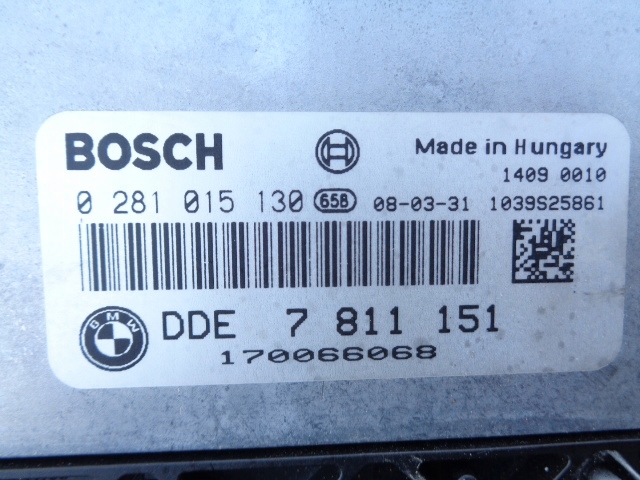 BOSCH
Made in Hungary
1409 0010
0 281 015 130 658 08-03-31 1039S25861
BMW
DDE 7 811 151
170066068